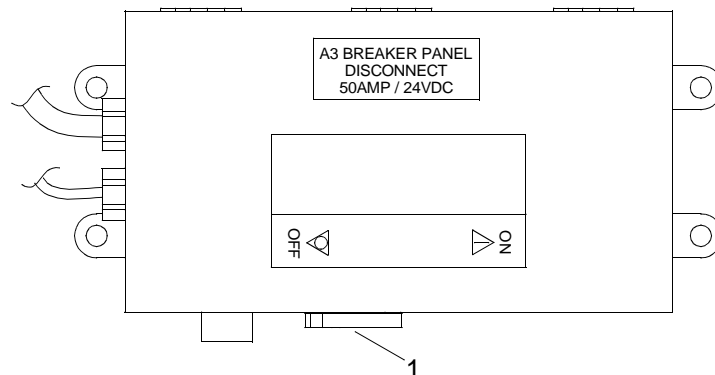 A3 BREAKER PANEL
DISCONNECT
50AMP / 24VDC
OFF
ON
1